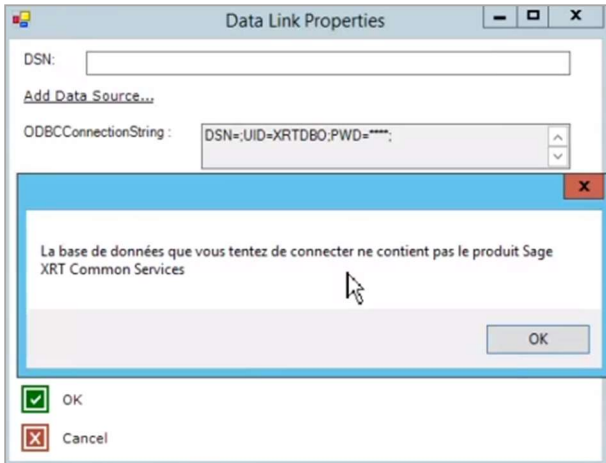 Data Link Properties
DSN:
Add Data Source...
ODBCConnectionString :
DSN=;UID=XRTDBO;PWD=****;
La base de données que vous tentez de connecter ne contient pas le produit Sage
XRT Common Services
OK
OK
Cancel